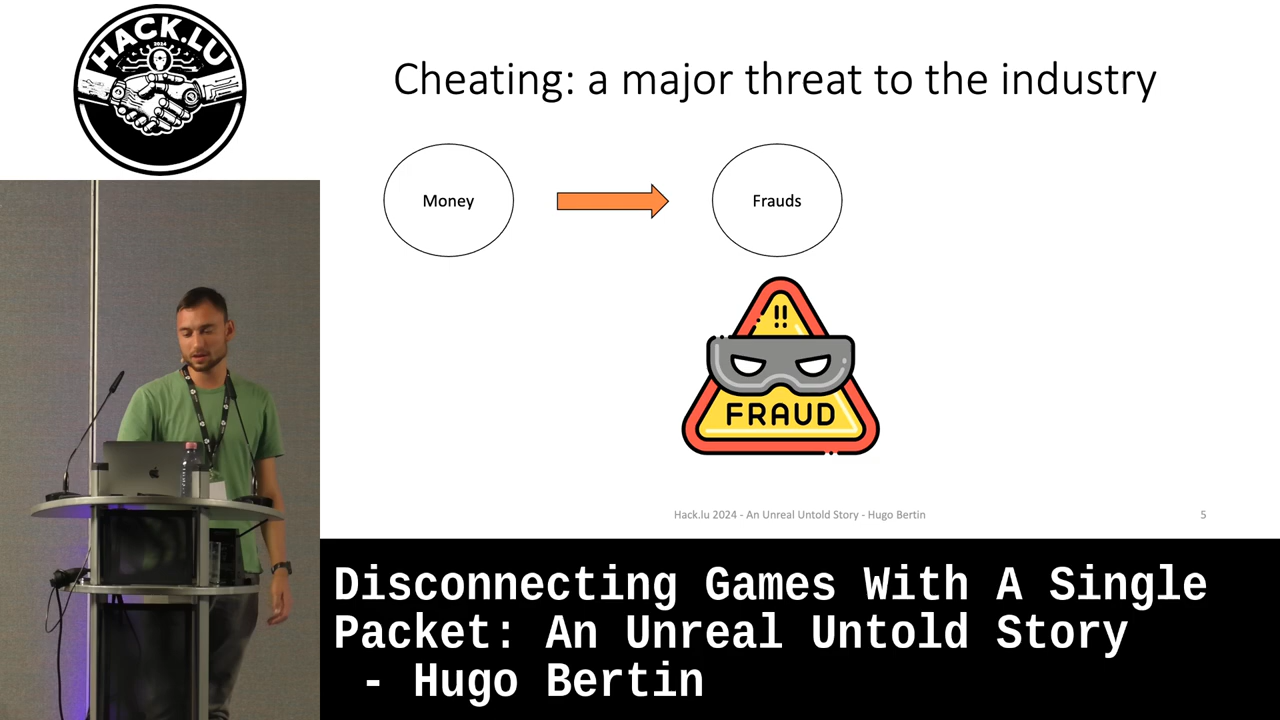 HACK.LU
2024
Cheating: a major threat to the industry
Money
Frauds
!!
FRAUD
Hack.lu 2024 - An Unreal Untold Story - Hugo Bertin
5
Disconnecting Games With A Single
Packet: An Unreal Untold Story
- Hugo Bertin